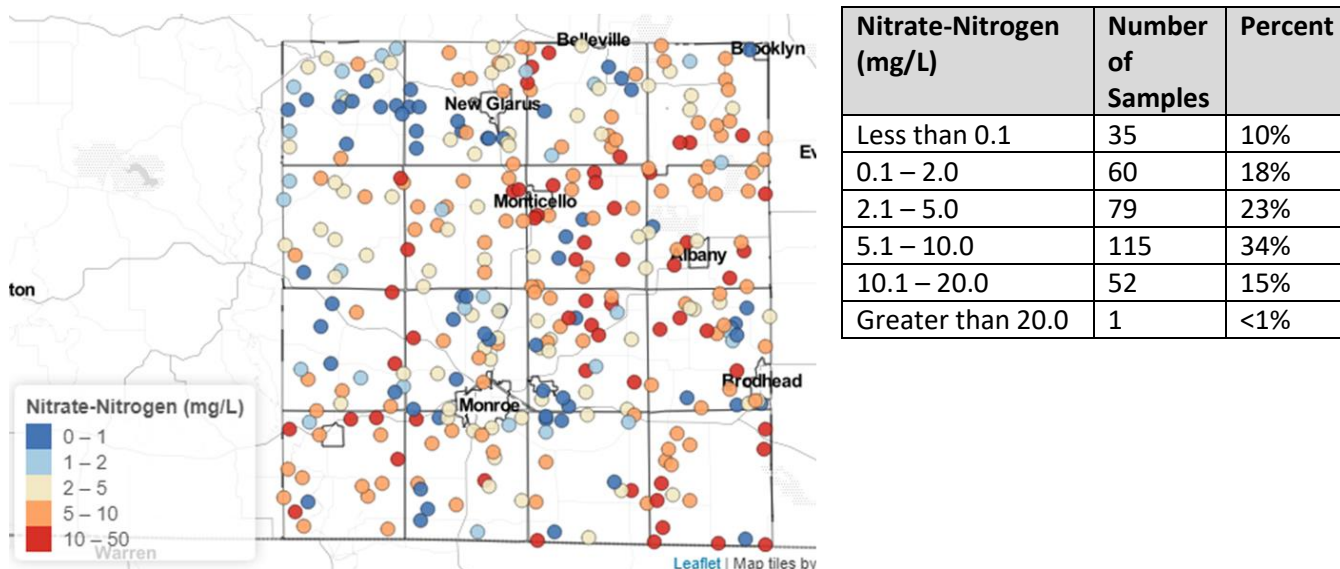 Belleville
Brooklyn
New Glarus
Ev
Monticello
Albany
ton
Brodhead
Monroe
Nitrate-Nitrogen (mg/L)
0 – 1
1 – 2
2 – 5
5 – 10
10 – 50
Warren
Leaflet | Map tiles by
Nitrate-Nitrogen (mg/L) Number of Samples Percent
Less than 0.1 35 10%
0.1 – 2.0 60 18%
2.1 – 5.0 79 23%
5.1 – 10.0 115 34%
10.1 – 20.0 52 15%
Greater than 20.0 1 <1%